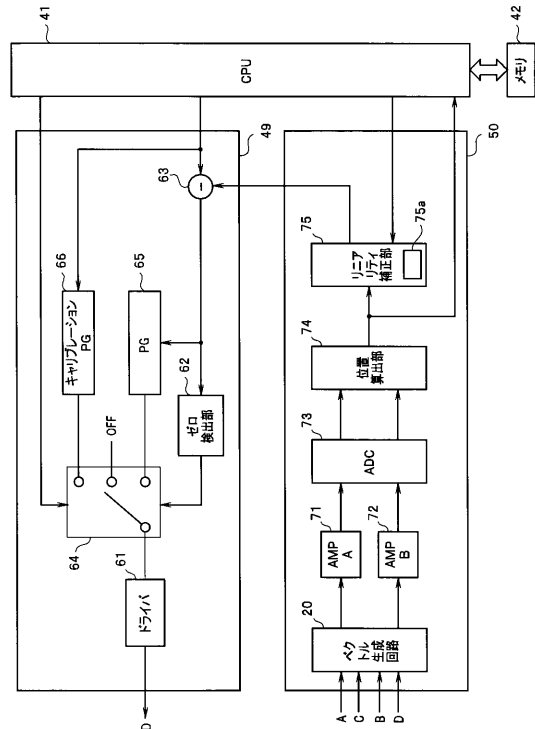 41
CPU
42
メモリ
49
63
66
キャリブレーション
PG
65
PG
62
ゼロ
検出部
OFF
64
61
ドライバ
D
50
75
リニア
リティ
補正部
75a
74
位置
算出部
73
ADC
71
AMP
A
72
AMP
B
20
ベク
トル
生成
回路
A
C
B
D